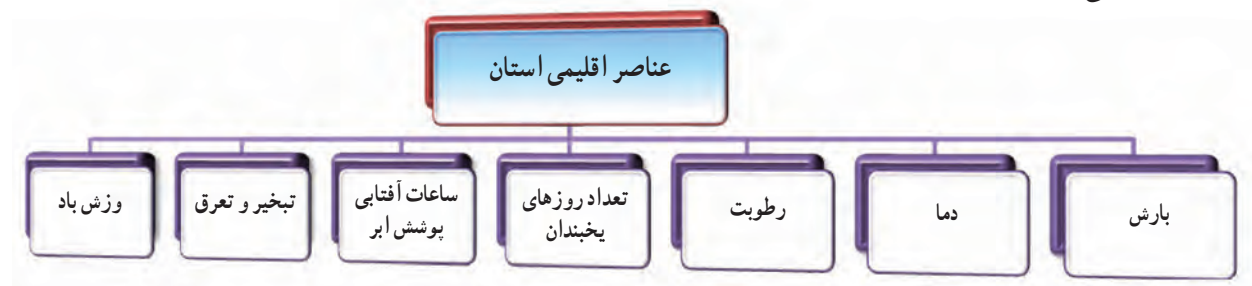 عناصر اقلیمی استان
بارش
دما
رطوبت
تعداد روزهای
یخبندان
ساعات آفتابی
پوشش ابر
تبخیر و تعرق
وزش باد